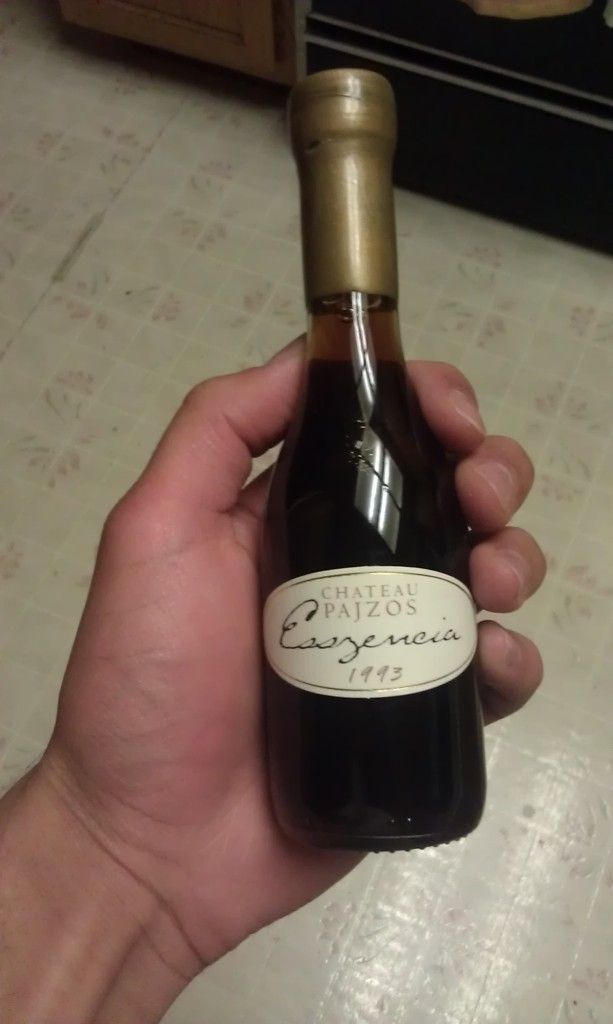 CHATEAU
PAJZOS
Esszencia
1993